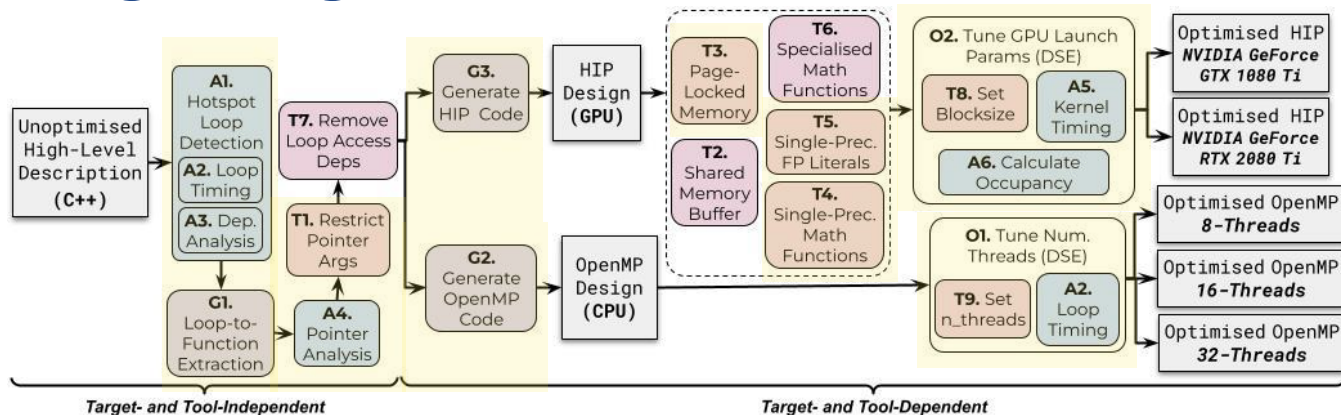 Unoptimised
High-Level
Description
(C++)
A1.
Hotspot
Loop
Detection
A2. Loop
Timing
A3. Dep.
Analysis
G1.
Loop-to-
Function
Extraction
T7. Remove
Loop Access
Deps
T1. Restrict
Pointer
Args
A4.
Pointer
Analysis
G3.
Generate
HIP Code
G2.
Generate
OpenMP
Code
HIP
Design
(GPU)
OpenMP
Design
(CPU)
T3.
Page-
Locked
Memory
T2.
Shared
Memory
Buffer
T6.
Specialised
Math
Functions
T5.
Single-Prec.
FP Literals
T4.
Single-Prec.
Math
Functions
O2. Tune GPU Launch
Params (DSE)
T8. Set
Blocksize
A5.
Kernel
Timing
A6. Calculate
Occupancy
O1. Tune Num.
Threads (DSE)
T9. Set
n_threads
A2.
Loop
Timing
Optimised HIP
NVIDIA GeForce
GTX 1080 Ti
Optimised HIP
NVIDIA GeForce
RTX 2080 Ti
Optimised OpenMP
8-Threads
Optimised OpenMP
16-Threads
Optimised OpenMP
32-Threads
Target- and Tool-Independent
Target- and Tool-Dependent